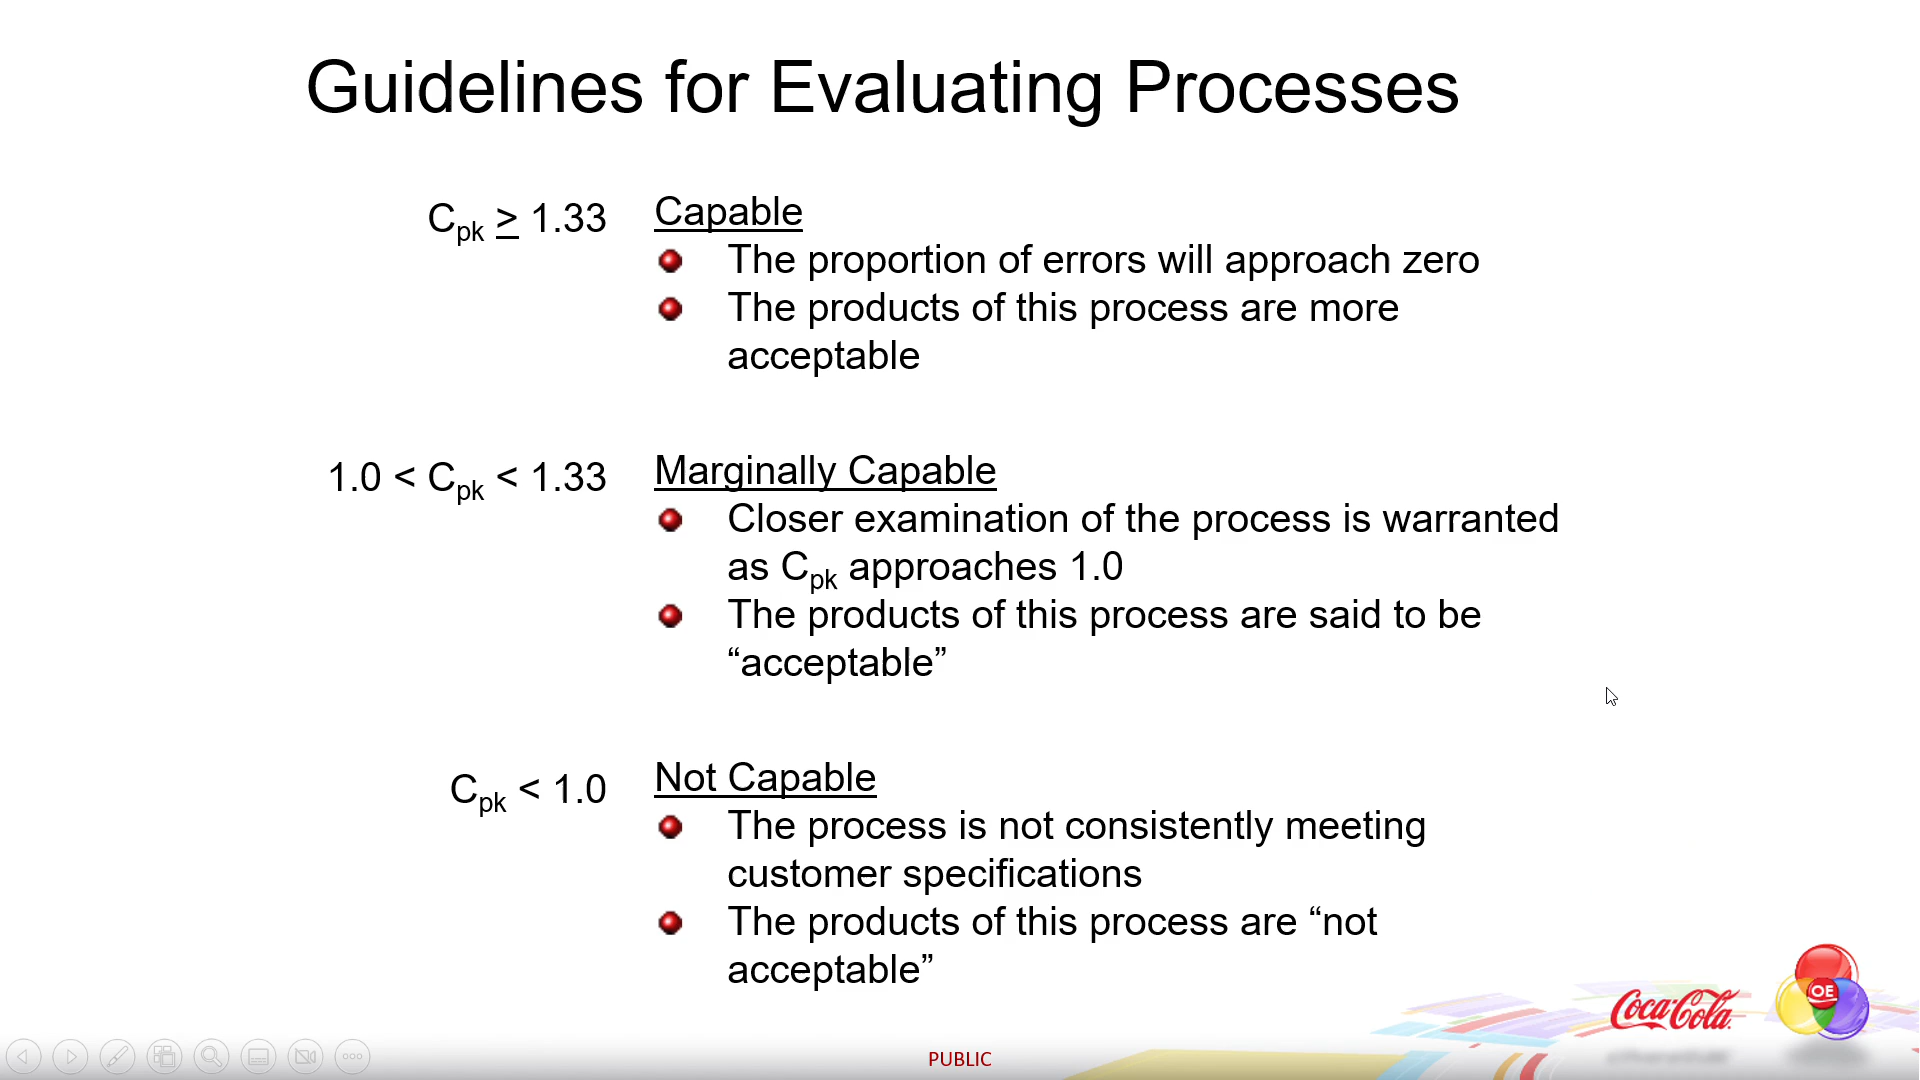 Guidelines for Evaluating Processes
Cpk ≥ 1.33
Capable
The proportion of errors will approach zero
The products of this process are more
acceptable
1.0 < Cpk < 1.33
Marginally Capable
Closer examination of the process is warranted
as Cpk approaches 1.0
The products of this process are said to be
“acceptable”
Cpk < 1.0
Not Capable
The process is not consistently meeting
customer specifications
The products of this process are “not
acceptable”
Coca-Cola
OE
PUBLIC